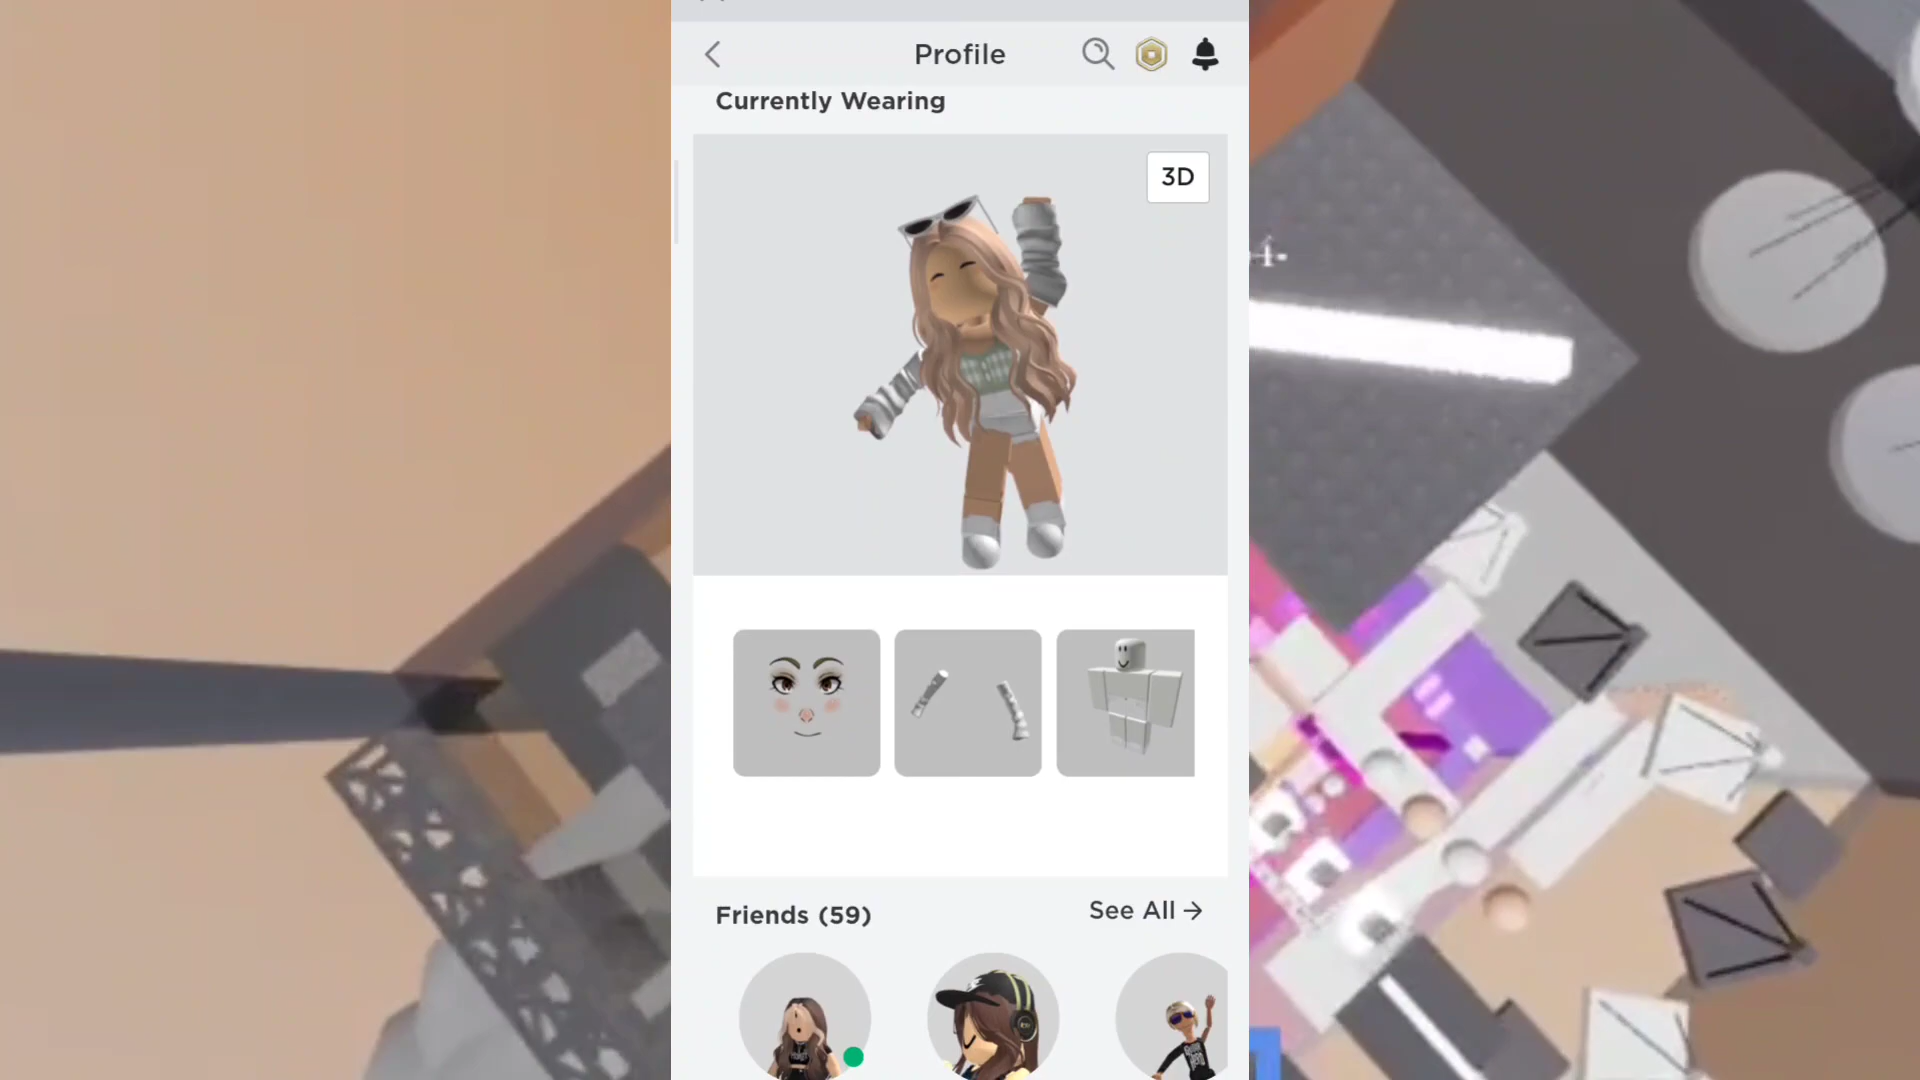 Profile
Currently Wearing
3D
Friends (59)
See All →